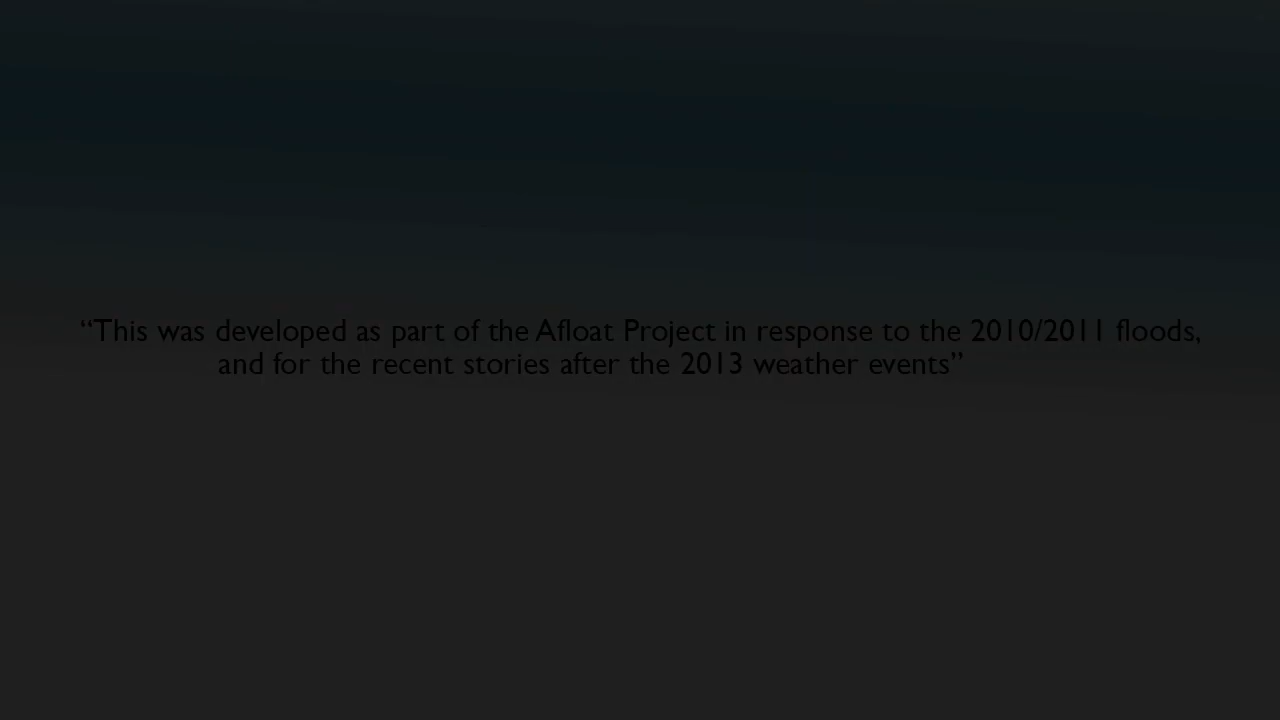 “This was developed as part of the Afloat Project in response to the 2010/2011 floods,
and for the recent stories after the 2013 weather events”